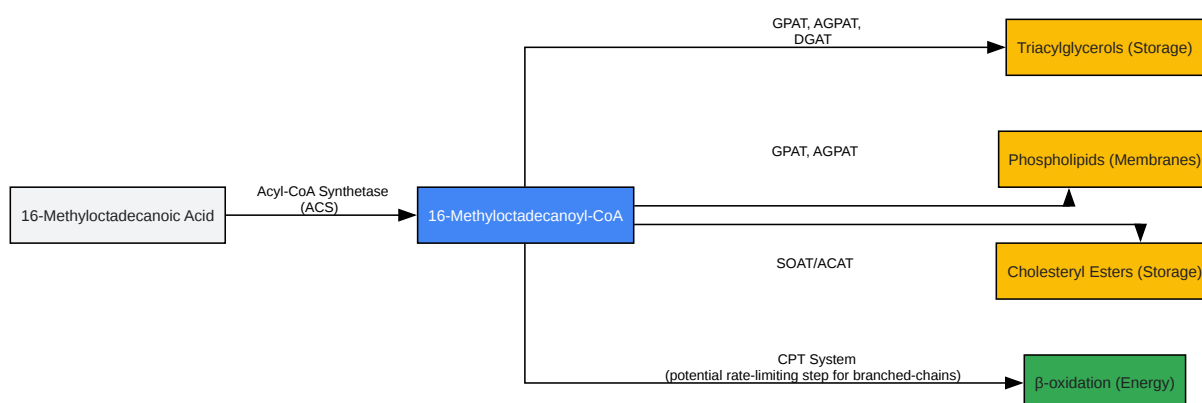 GPAT, AGPAT,
DGAT
Triacylglycerols (Storage)
GPAT, AGPAT
Phospholipids (Membranes)
Acyl-CoA Synthetase
(ACS)
16-Methyloctadecanoic Acid
16-Methyloctadecanoyl-CoA
SOAT/ACAT
Cholesteryl Esters (Storage)
CPT System
(potential rate-limiting step for branched-chains)
β-oxidation (Energy)